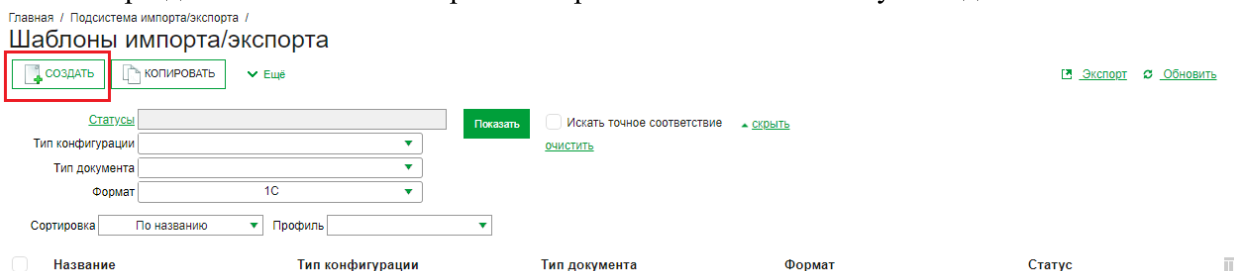 Главная / Подсистема импорта/экспорта /
Шаблоны импорта/экспорта
СОЗДАТЬ КОПИРОВАТЬ Ещё Экспорт Обновить
Статусы Показать Искать точное соответствие скрыть
Тип конфигурации очистить
Тип документа
Формат 1С
Сортировка По названию Профиль
Название Тип конфигурации Тип документа Формат Статус